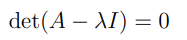 det(A − λI) = 0